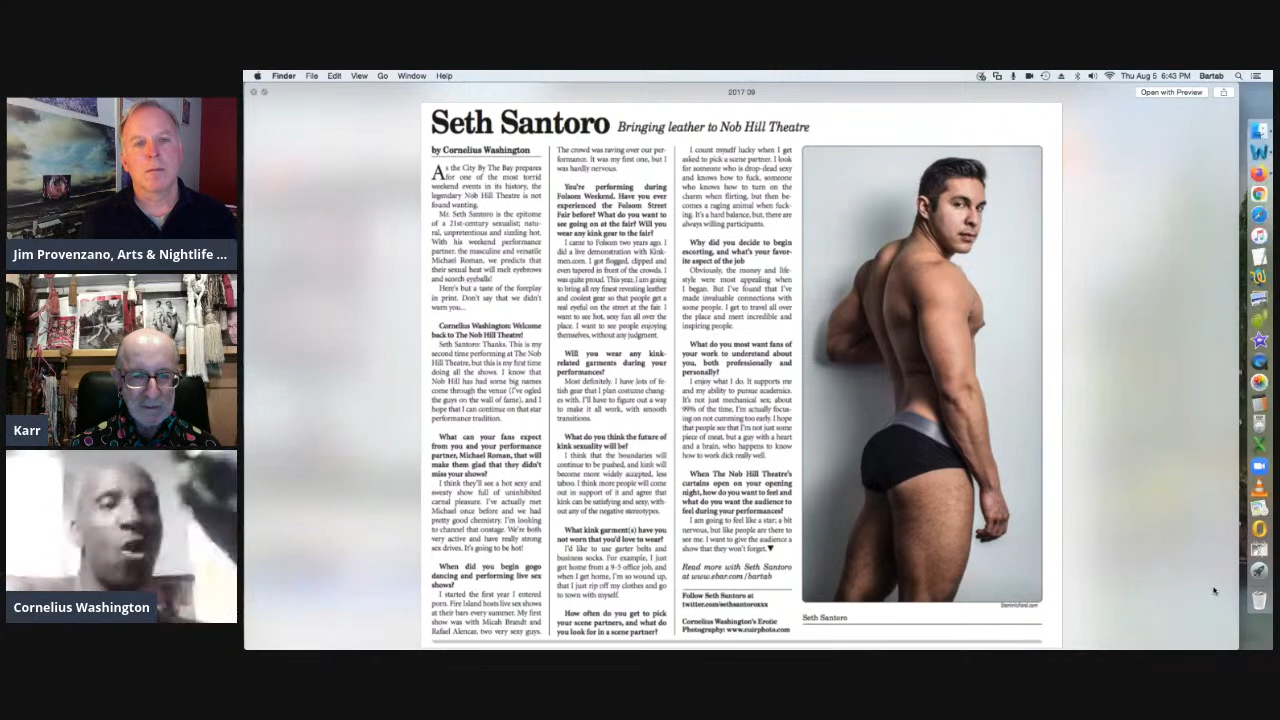 Finder File Edit View Go Window Help
Thu Aug 5 6:43 PM Bartab
2017 09
Open with Preview
Jim Provenzano, Arts & Nightlife ...
Karr
Cornelius Washington
Seth Santoro Bringing leather to Nob Hill Theatre
by Cornelius Washington
As the City By The Bay prepares
for one of the most torrid
weekend events in its history, the
legendary Nob Hill Theatre is not
found wanting.
Mr. Seth Santoro is the epitome
of a 21st-century sexualist; natu-
ral, unpretentious and sizzling hot.
With his weekend performance
partner, the masculine and versatile
Michael Roman, we predicts that
their sexual heat will melt eyebrows
and scorch eyeballs!
Here's but a taste of the foreplay
in print. Don't say that we didn't
warn you...
Cornelius Washington: Welcome
back to The Nob Hill Theatre!
Seth Santoro: Thanks. This is my
second time performing at The Nob
Hill Theatre, but this is my first time
doing all the shows. I know that
Nob Hill has had some big names
come through the venue (I've ogled
the guys on the wall of fame), and I
hope that I can continue on that star
performance tradition.
What can your fans expect
from you and your performance
partner, Michael Roman, that will
make them glad that they didn't
miss your shows?
I think they'll see a hot sexy and
sweaty show full of uninhibited
carnal pleasure. I've actually met
Michael once before and we had
pretty good chemistry. I'm looking
to channel that onstage. We're both
very active and have really strong
sex drives. It's going to be hot!
When did you begin gogo
dancing and performing live sex
shows?
I started the first year I entered
porn. Fire Island hosts live sex shows
at their bars every summer. My first
show was with Micah Brandt and
Rafael Alencar, two very sexy guys.
The crowd was raving over our per-
formance. It was my first one, but I
was hardly nervous.
You're performing during
Folsom Weekend. Have you ever
experienced the Folsom Street
Fair before? What do you want to
see going on at the fair? Will you
wear any kink gear to the fair?
I came to Folsom two years ago. I
did a live demonstration with Kink-
men.com. I got flogged, clipped and
even tapered in front of the crowds. I
was quite proud. This year, I am going
to bring all my finest revealing leather
and coolest gear so that people get a
real eyeful on the street at the fair. I
want to see hot, sexy fun all over the
place. I want to see people enjoying
themselves, without any judgment.
Will you wear any kink-
related garments during your
performances?
Most definitely. I have lots of fe-
tish gear that I plan costume chang-
es with. I'll have to figure out a way
to make it all work, with smooth
transitions.
What do you think the future of
kink sexuality will be?
I think that the boundaries will
continue to be pushed, and kink will
become more widely accepted, less
taboo. I think more people will come
out in support of it and agree that
kink can be satisfying and sexy, with-
out any of the negative stereotypes.
What kink garment(s) have you
not worn that you'd love to wear?
I'd like to use garter belts and
business socks. For example, I just
got home from a 9-5 office job, and
when I get home, I'm so wound up,
that I just rip off my clothes and go
to town with myself.
How often do you get to pick
your scene partners, and what do
you look for in a scene partner?
I count myself lucky when I get
asked to pick a scene partner. I look
for someone who is drop-dead sexy
and knows how to fuck, someone
who knows how to turn on the
charm when flirting, but then be-
comes a raging animal when fuck-
ing. It's a hard balance, but, there are
always willing participants.
Why did you decide to begin
escorting, and what's your favor-
ite aspect of the job
Obviously, the money and life-
style were most appealing when
I began. But I've found that I've
made invaluable connections with
some people. I get to travel all over
the place and meet incredible and
inspiring people.
What do you most want fans of
your work to understand about
you, both professionally and
personally?
I enjoy what I do. It supports me
and my ability to pursue academics.
It's not just mechanical sex; about
99% of the time, I'm actually focus-
ing on not cumming too early. I hope
that people see that I'm not just some
piece of meat, but a guy with a heart
and a brain, who happens to know
how to work dick really well.
When The Nob Hill Theatre's
curtains open on your opening
night, how do you want to feel and
what do you want the audience to
feel during your performances?
I am going to feel like a star; a bit
nervous, but like people are there to
see me. I want to give the audience a
show that they won't forget.▼
Read more with Seth Santoro
at www.ebar.com/bartab
Follow Seth Santoro at
twitter.com/sethsantoroxxx
Cornelius Washington's Erotic
Photography: www.cuirphoto.com
Dominicford.com
Seth Santoro